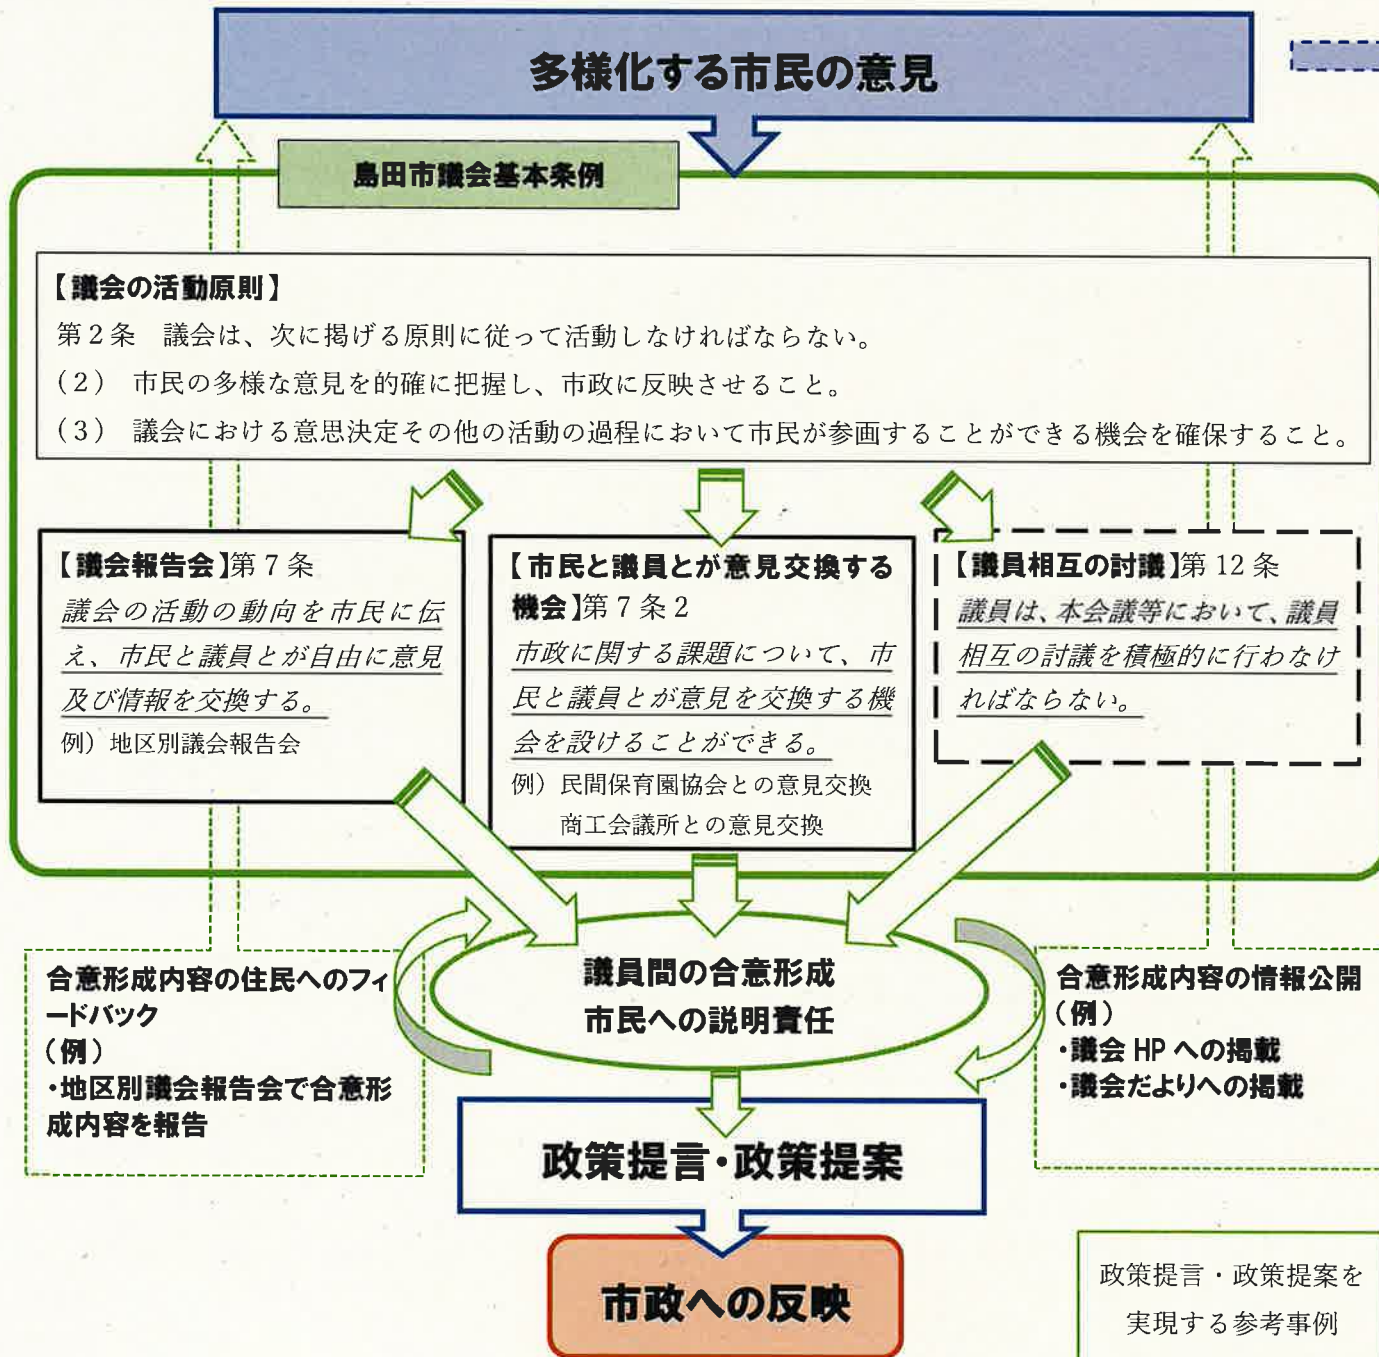 多様化する市民の意見
島田市議会基本条例
【議会の活動原則】
第2条　議会は、次に掲げる原則に従って活動しなければならない。
(2)　市民の多様な意見を的確に把握し、市政に反映させること。
(3)　議会における意思決定その他の活動の過程において市民が参画することができる機会を確保すること。
【議会報告会】第7条
議会の活動の動向を市民に伝
え、市民と議員とが自由に意見
及び情報を交換する。
例）地区別議会報告会
【市民と議員とが意見交換する
機会】第7条2
市政に関する課題について、市
民と議員とが意見を交換する機
会を設けることができる。
例）民間保育園協会との意見交換
商工会議所との意見交換
【議員相互の討議】第12条
議員は、本会議等において、議員
相互の討議を積極的に行わなけ
ればならない。
合意形成内容の住民へのフィ
ードバック
（例）
・地区別議会報告会で合意形
成内容を報告
議員間の合意形成
市民への説明責任
合意形成内容の情報公開
（例）
・議会HPへの掲載
・議会だよりへの掲載
政策提言・政策提案
市政への反映
政策提言・政策提案を
実現する参考事例